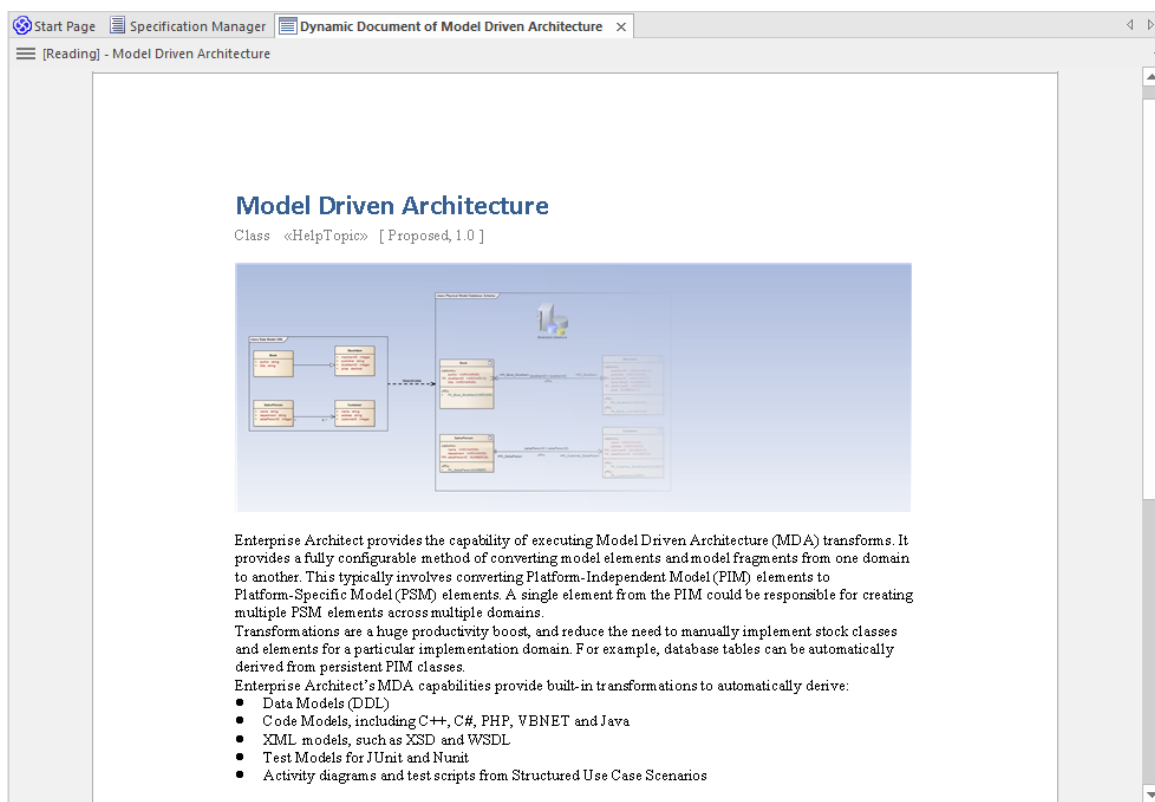 Start Page Specification Manager Dynamic Document of Model Driven Architecture
[Reading] - Model Driven Architecture
Model Driven Architecture
Class «HelpTopic» [ Proposed, 1.0 ]
Enterprise Architect provides the capability of executing Model Driven Architecture (MDA) transforms. It
provides a fully configurable method of converting model elements and model fragments from one domain
to another. This typically involves converting Platform-Independent Model (PIM) elements to
Platform-Specific Model (PSM) elements. A single element from the PIM could be responsible for creating
multiple PSM elements across multiple domains.
Transformations are a huge productivity boost, and reduce the need to manually implement stock classes
and elements for a particular implementation domain. For example, database tables can be automatically
derived from persistent PIM classes.
Enterprise Architect's MDA capabilities provide built-in transformations to automatically derive:
● Data Models (DDL)
● Code Models, including C++, C#, PHP, VBNET and Java
● XML models, such as XSD and WSDL
● Test Models for JUnit and Nunit
● Activity diagrams and test scripts from Structured Use Case Scenarios